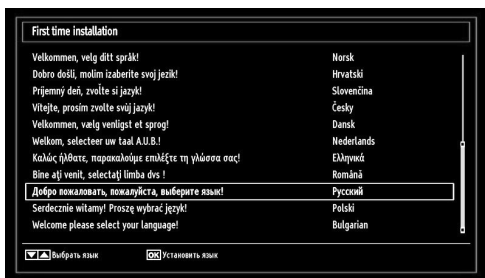 First time installation
Velkommen, velg ditt språk! Norsk
Dobro došli, molim izaberite svoj jezik! Hrvatski
Príjemný deň, zvoľte si jazyk! Slovenčina
Vítejte, prosím zvolte svůj jazyk! Česky
Velkommen, vælg venligst et sprog! Dansk
Welkom, selecteer uw taal A.U.B.! Nederlands
Καλώς ήλθατε, παρακαλούμε επιλέξτε τη γλώσσα σας! Ελληνικά
Bine aţi venit, selectaţi limba dvs ! Română
Добро пожаловать, пожалуйста, выберите язык! Русский
Serdecznie witamy! Proszę wybrać język! Polski
Welcome please select your language! Bulgarian
Выбрать язык OK Установить язык